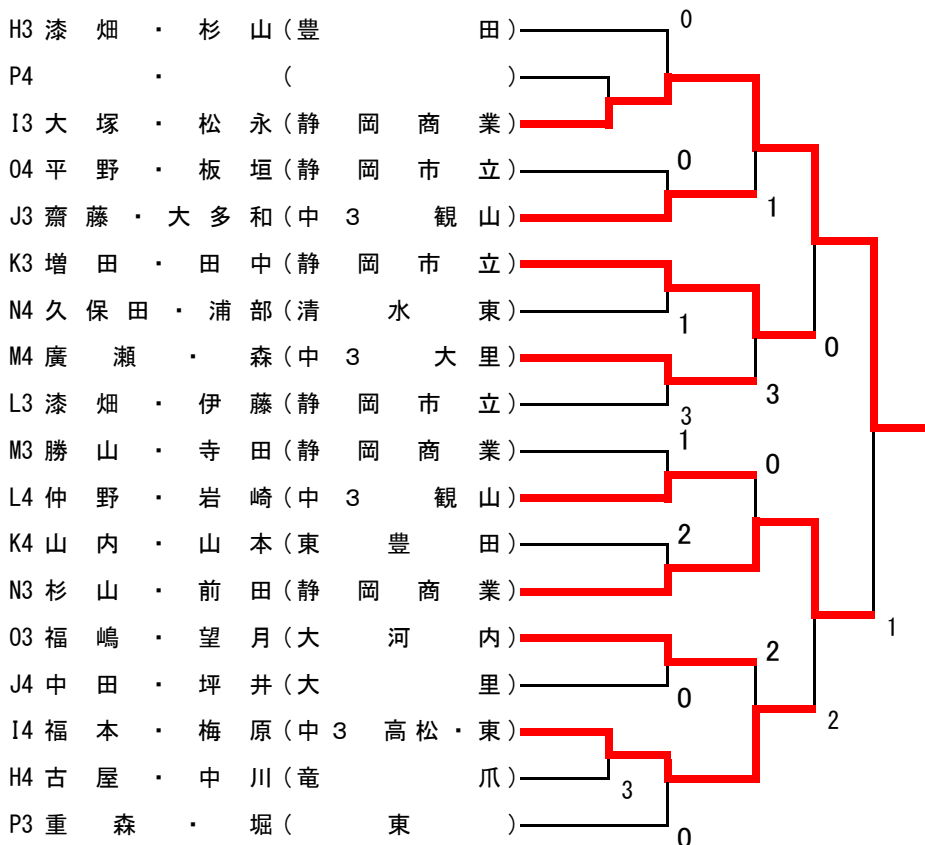 0
H3 漆畑・杉山(豊田)
P4 ・ ( )
I3 大塚・松永(静岡商業)
O4 平野・板垣(静岡市立) 0
J3 齋藤・大多和(中3 観山) 1
K3 増田・田中(静岡市立)
N4 久保田・浦部(清水東) 1
0
M4 廣瀬・森(中3 大里)
3
L3 漆畑・伊藤(静岡市立) 3
M3 勝山・寺田(静岡商業) 1
0
L4 仲野・岩崎(中3 観山)
K4 山内・山本(東豊田) 2
N3 杉山・前田(静岡商業)
O3 福嶋・望月(大河内) 1
2
J4 中田・坪井(大里) 0
I4 福本・梅原(中3 高松・東) 2
H4 古屋・中川(竜爪) 3
P3 重森・堀(東) 0